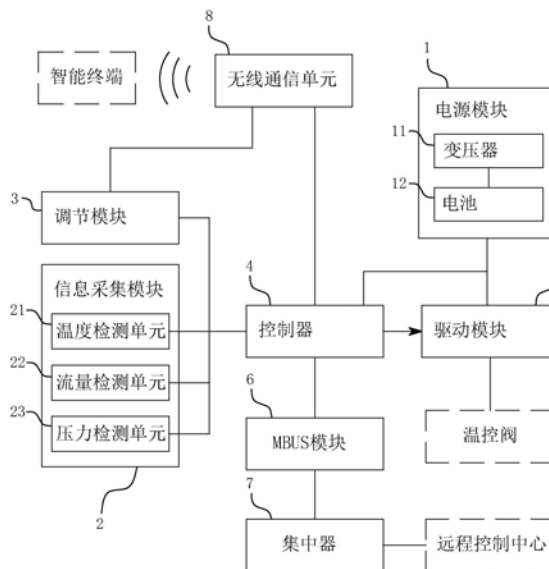 8
智能终端
无线通信单元
1
电源模块
11
变压器
12
电池
3
调节模块
信息采集模块
21
温度检测单元
22
流量检测单元
23
压力检测单元
2
4
控制器
驱动模块
6
MBUS模块
温控阀
7
集中器
远程控制中心